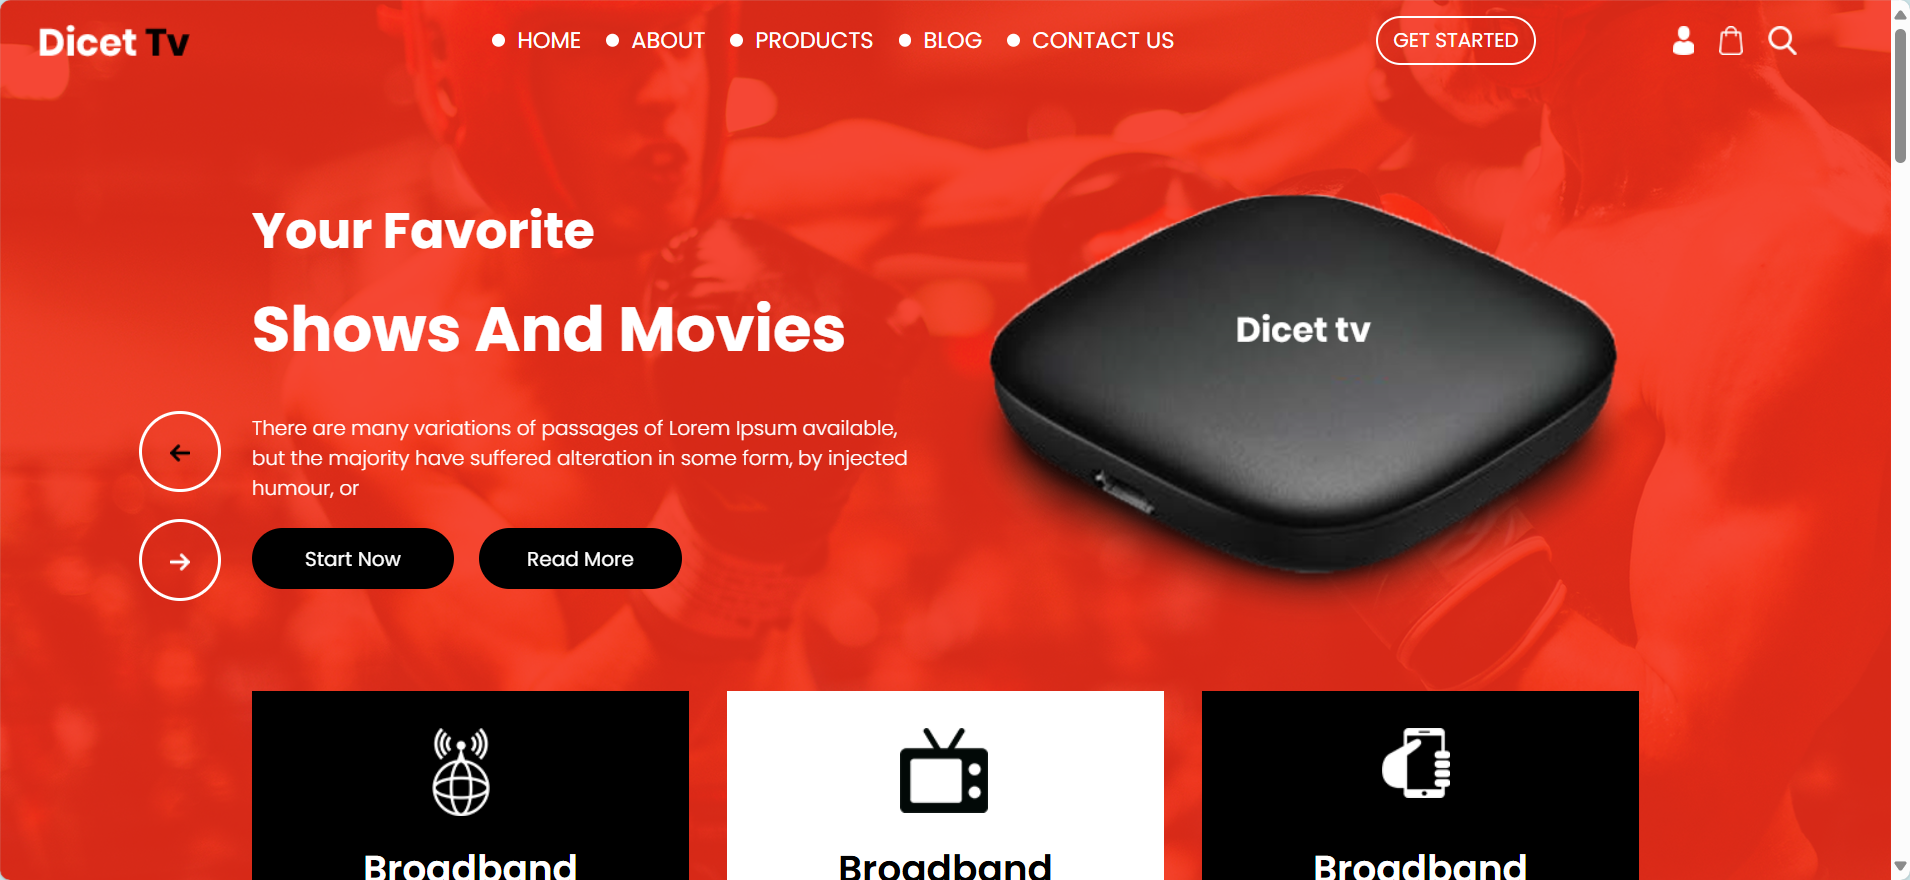 Dicet Tv
HOME
ABOUT
PRODUCTS
BLOG
CONTACT US
GET STARTED
Your Favorite
Shows And Movies
Dicet tv
There are many variations of passages of Lorem Ipsum available,
but the majority have suffered alteration in some form, by injected
humour, or
Start Now
Read More
Broadband
Broadband
Broadband